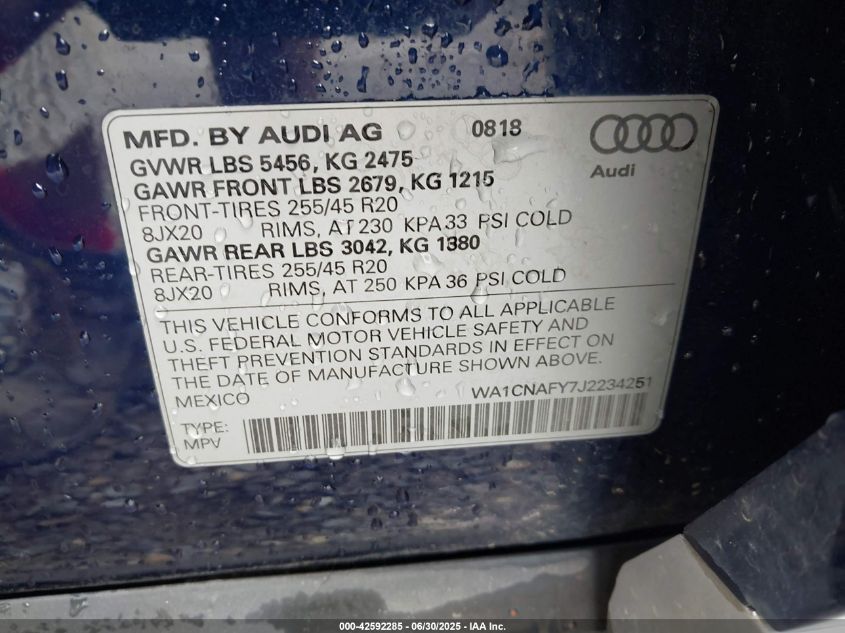 MFD. BY AUDI AG 0818
GVWR LBS 5456, KG 2475
GAWR FRONT LBS 2679, KG 1215
Audi
FRONT-TIRES 255/45 R20
8JX20 RIMS, AT 230 KPA 33 PSI COLD
GAWR REAR LBS 3042, KG 1380
REAR-TIRES 255/45 R20
8JX20 RIMS, AT 250 KPA 36 PSI COLD
THIS VEHICLE CONFORMS TO ALL APPLICABLE
U.S. FEDERAL MOTOR VEHICLE SAFETY AND
THEFT PREVENTION STANDARDS IN EFFECT ON
THE DATE OF MANUFACTURE SHOWN ABOVE.
MEXICO WA1CNAFY7J2234251
TYPE:
MPV
000-42592285 - 06/30/2025 - IAA Inc.